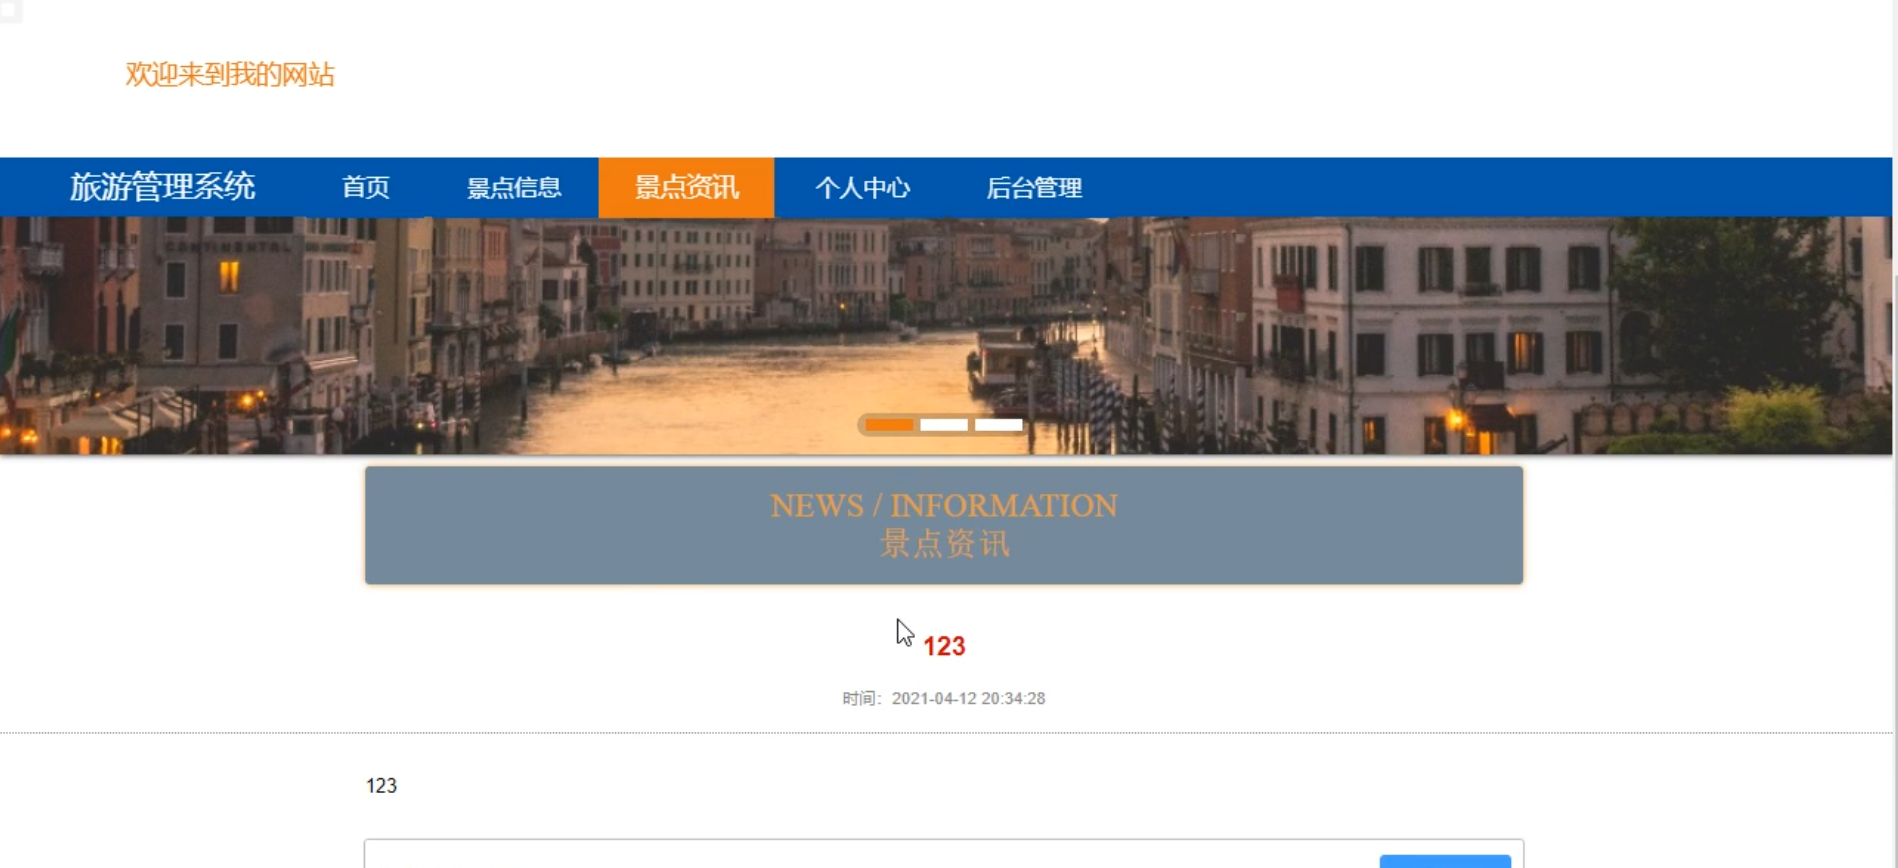 欢迎来到我的网站
旅游管理系统 首页 景点信息 景点资讯 个人中心 后台管理
CONTINENTAL
NEWS / INFORMATION
景点资讯
123
时间：2021-04-12 20:34:28
123